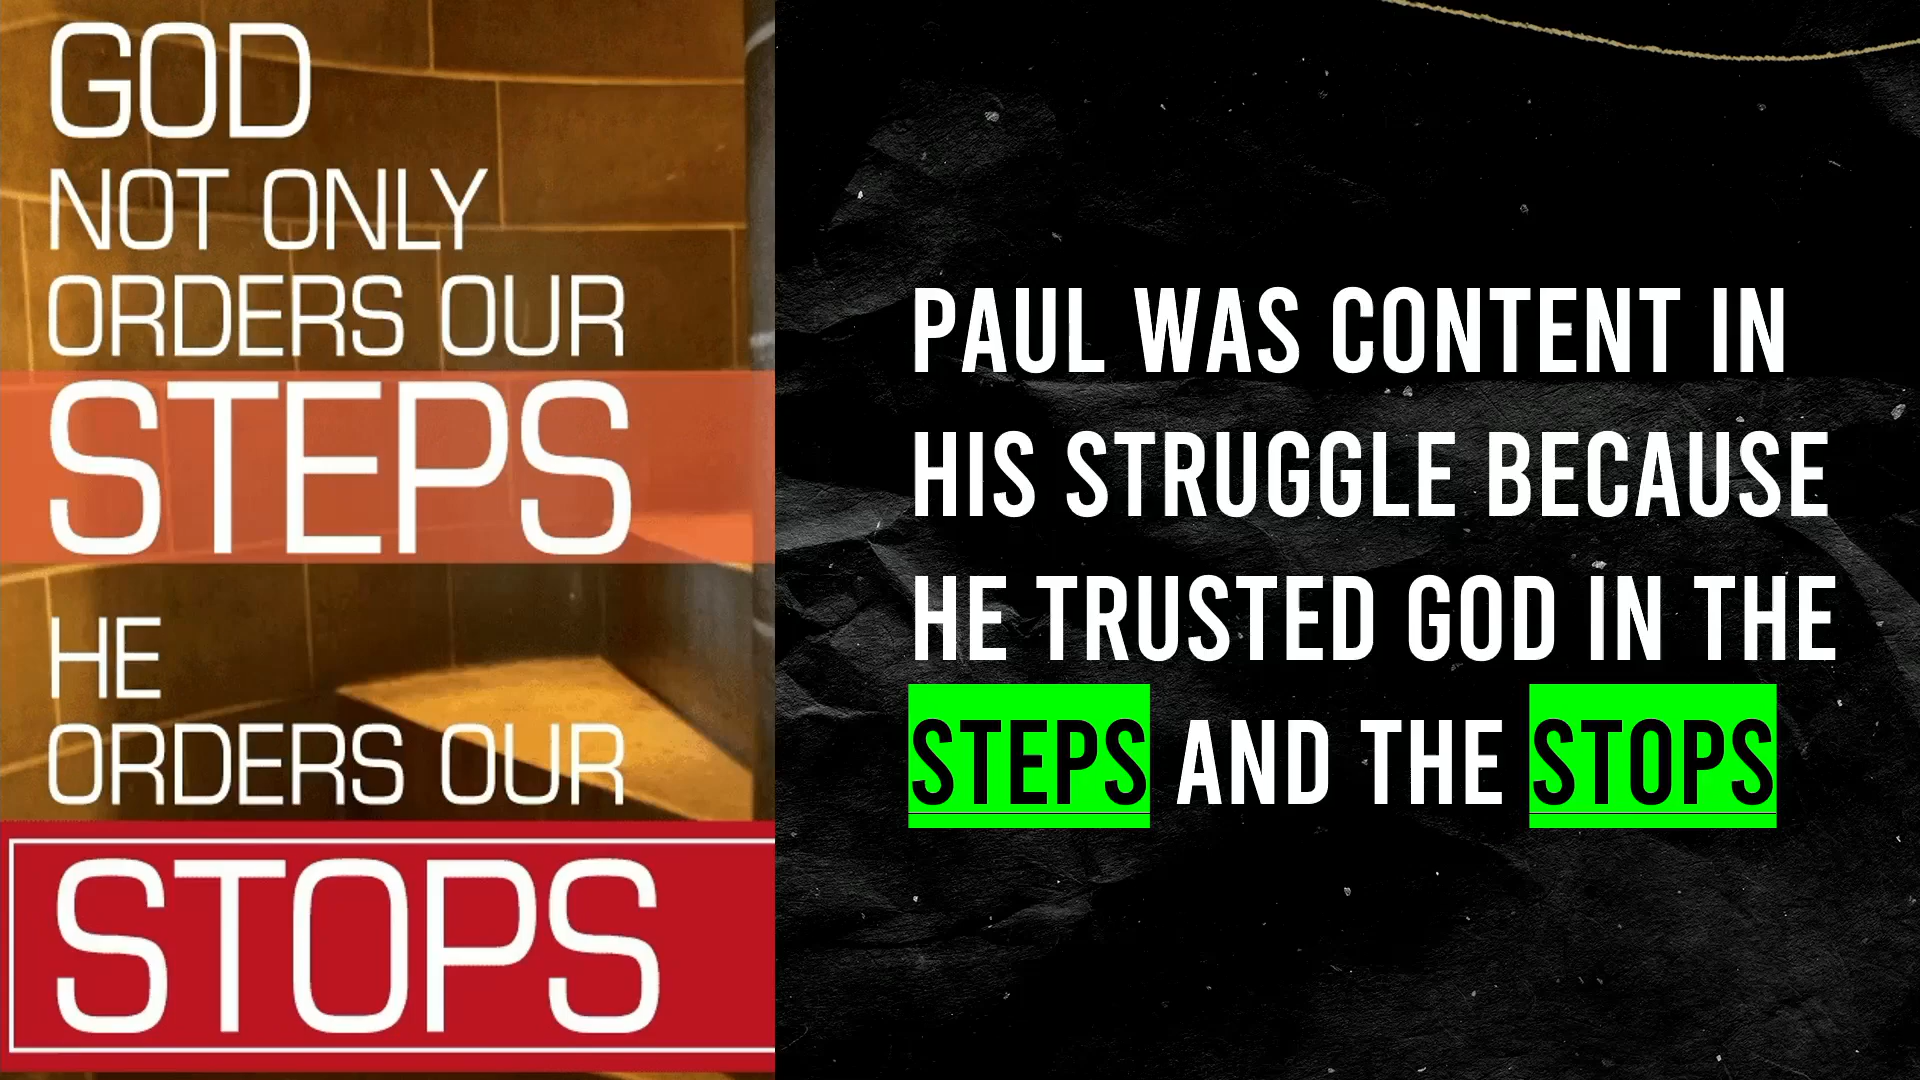 GOD
NOT ONLY
ORDERS OUR
STEPS
HE
ORDERS OUR
STOPS
PAUL WAS CONTENT IN
HIS STRUGGLE BECAUSE
HE TRUSTED GOD IN THE
STEPS AND THE STOPS